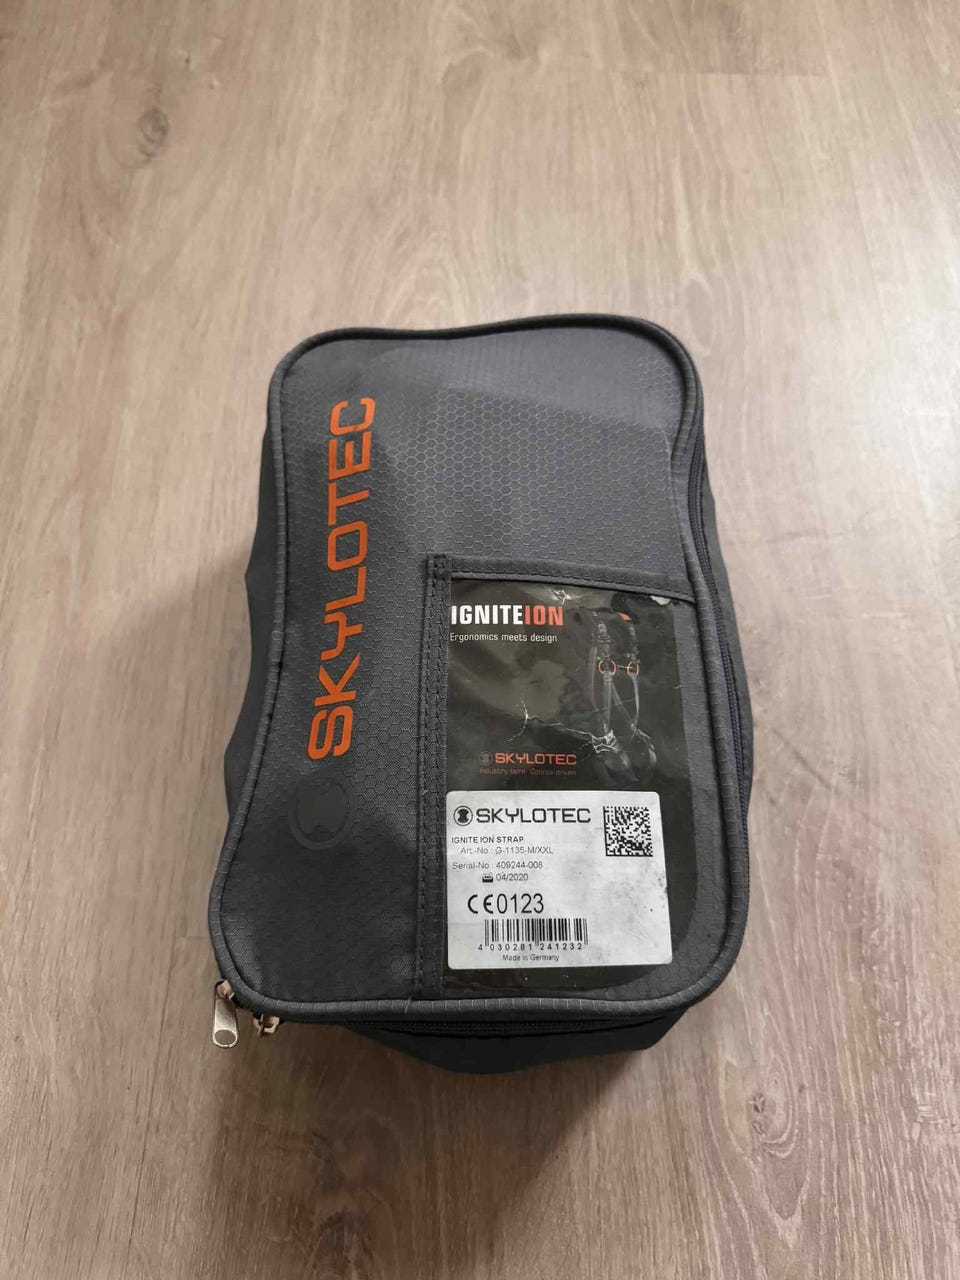 SKYLOTEC
IGNITEION
Ergonomics meets design
SKYLOTEC
Industry-born Sports-driven
SKYLOTEC
IGNITE ION STRAP
Art.-No.: G-1135-M/XXL
Serial-No. 409244-008
04/2020
CE0123
4 030281 241232
Made in Germany